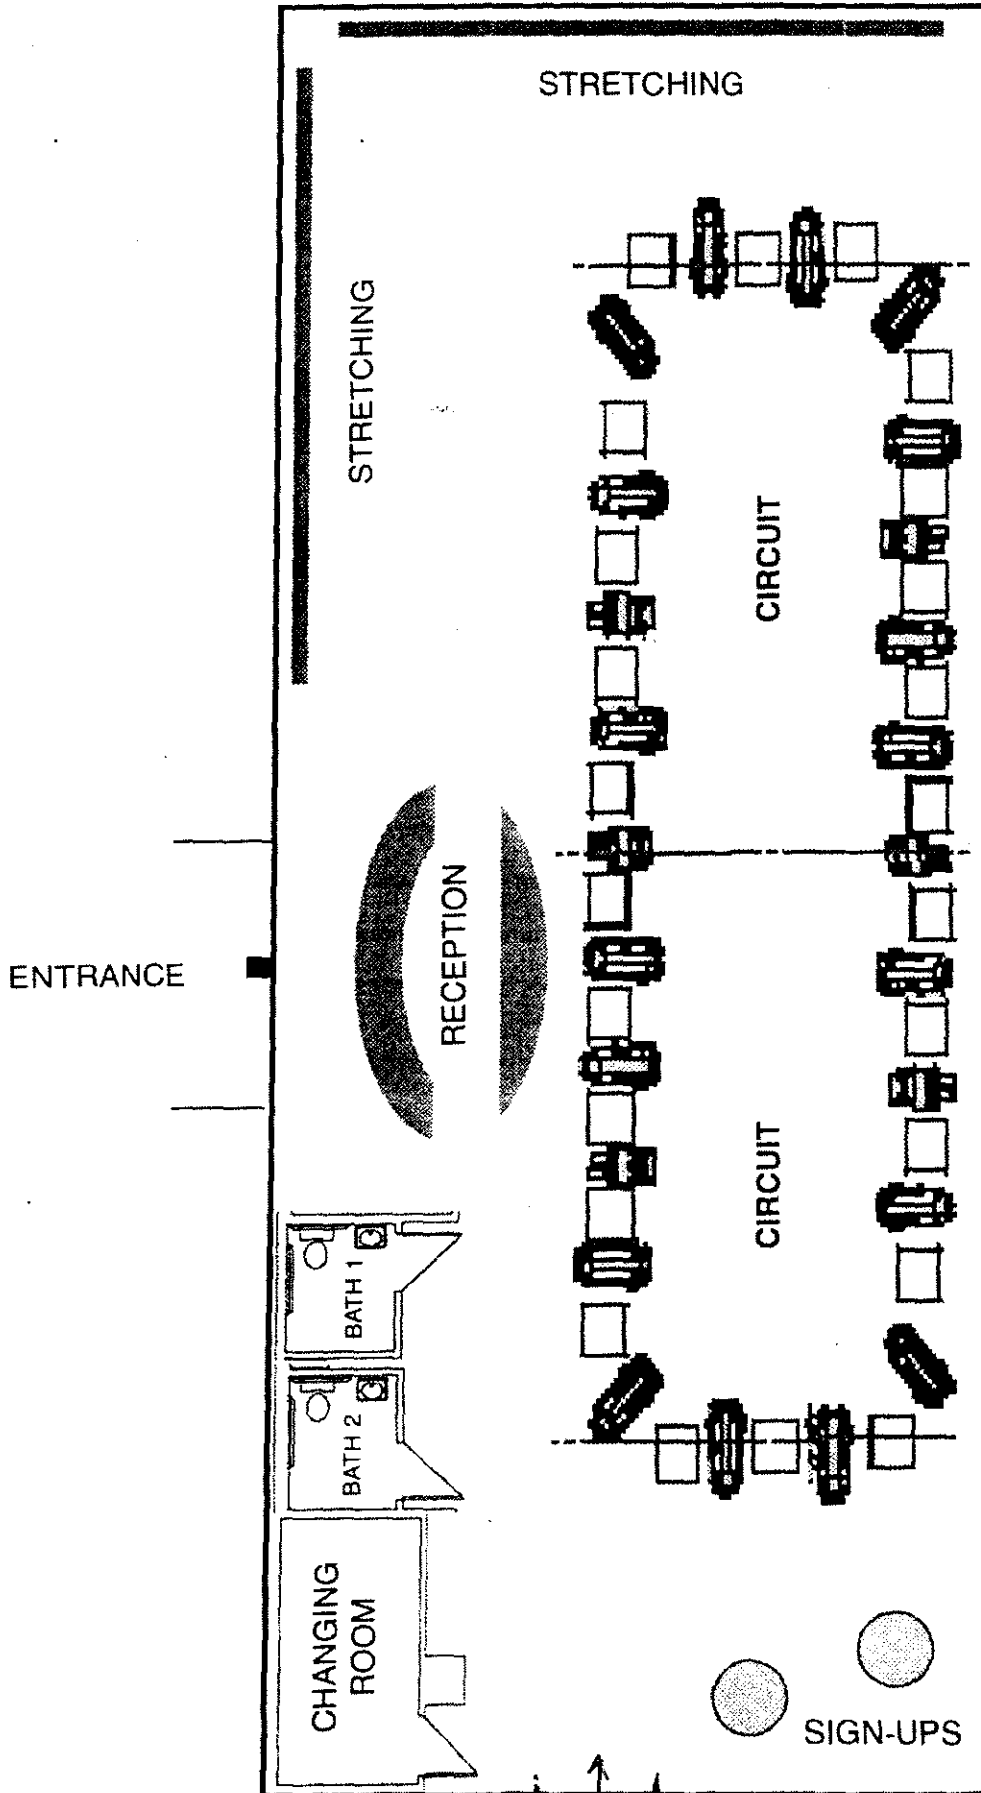 STRETCHING
STRETCHING
CIRCUIT
RECEPTION
ENTRANCE
CIRCUIT
BATH 1
BATH 2
CHANGING
ROOM
SIGN-UPS